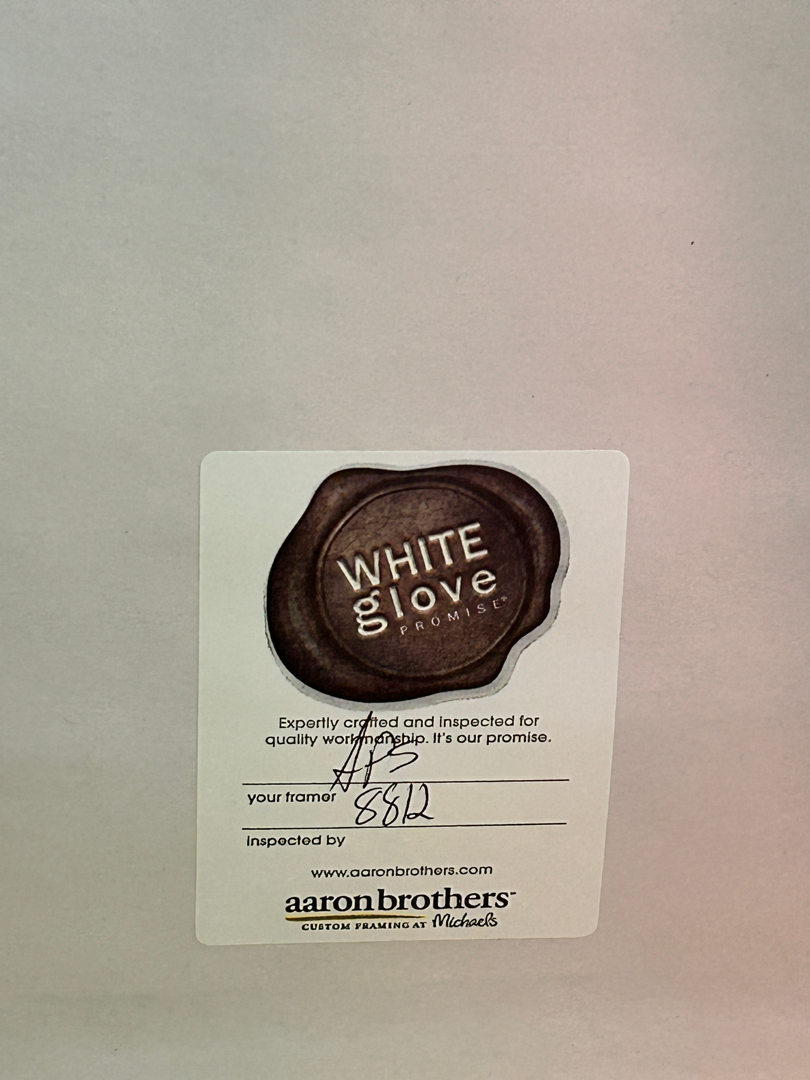 WHITE
glove
PROMISE®
Expertly crafted and inspected for
quality workmanship. It's our promise.
APS
your framer
8812
inspected by
www.aaronbrothers.com
aaronbrothers
CUSTOM FRAMING AT Michaels